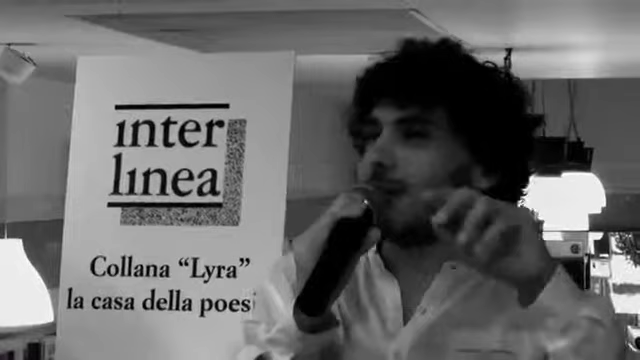 inter
linea
Collana “Lyra”
la casa della poesi